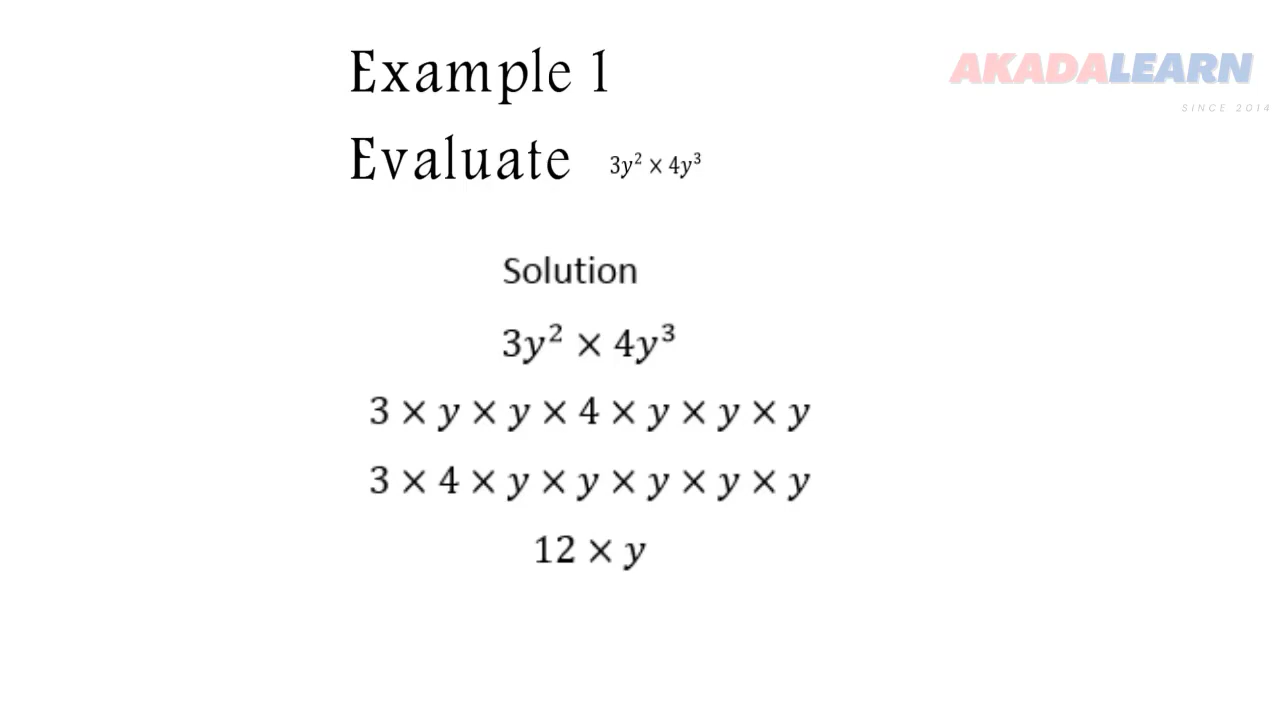 Example 1
AKADALEARN
SINCE 2014
Evaluate 3y² × 4y³
Solution
3y² × 4y³
3 × y × y × 4 × y × y × y
3 × 4 × y × y × y × y × y
12 × y